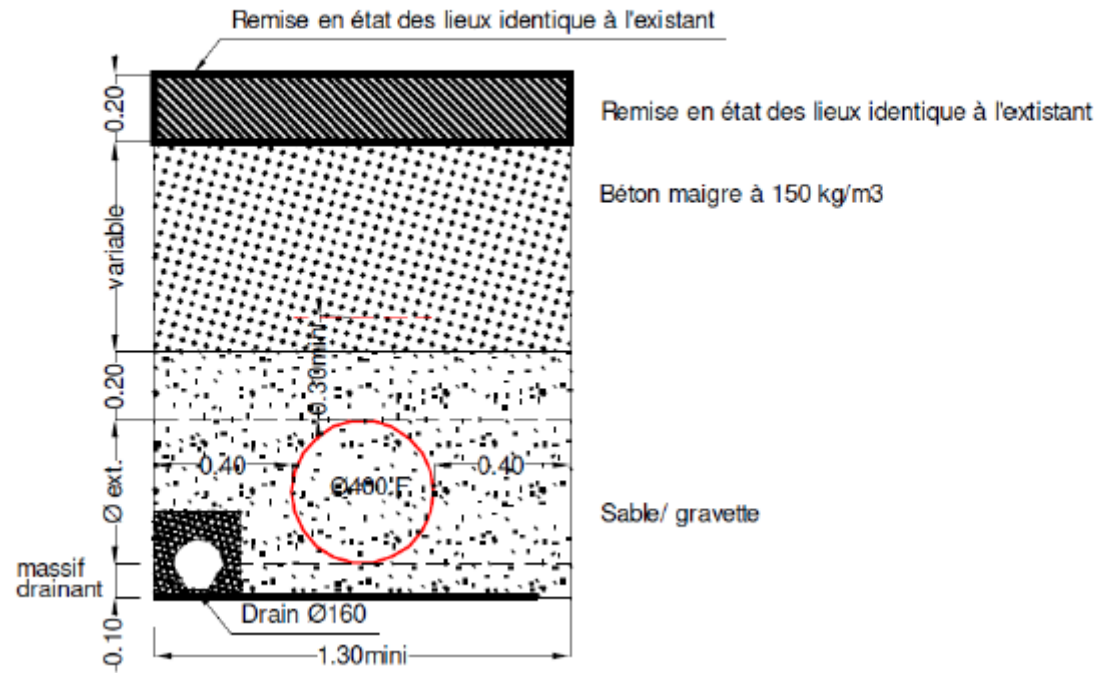 Remise en état des lieux identique à l'existant
0.20
Remise en état des lieux identique à l'extistant
Béton maigre à 150 kg/m3
variable
0.30mini
0.20
0.40
0.40
Ø400 F
Ø ext.
Sable/ gravette
massif
drainant
Drain Ø160
0.10
1.30mini